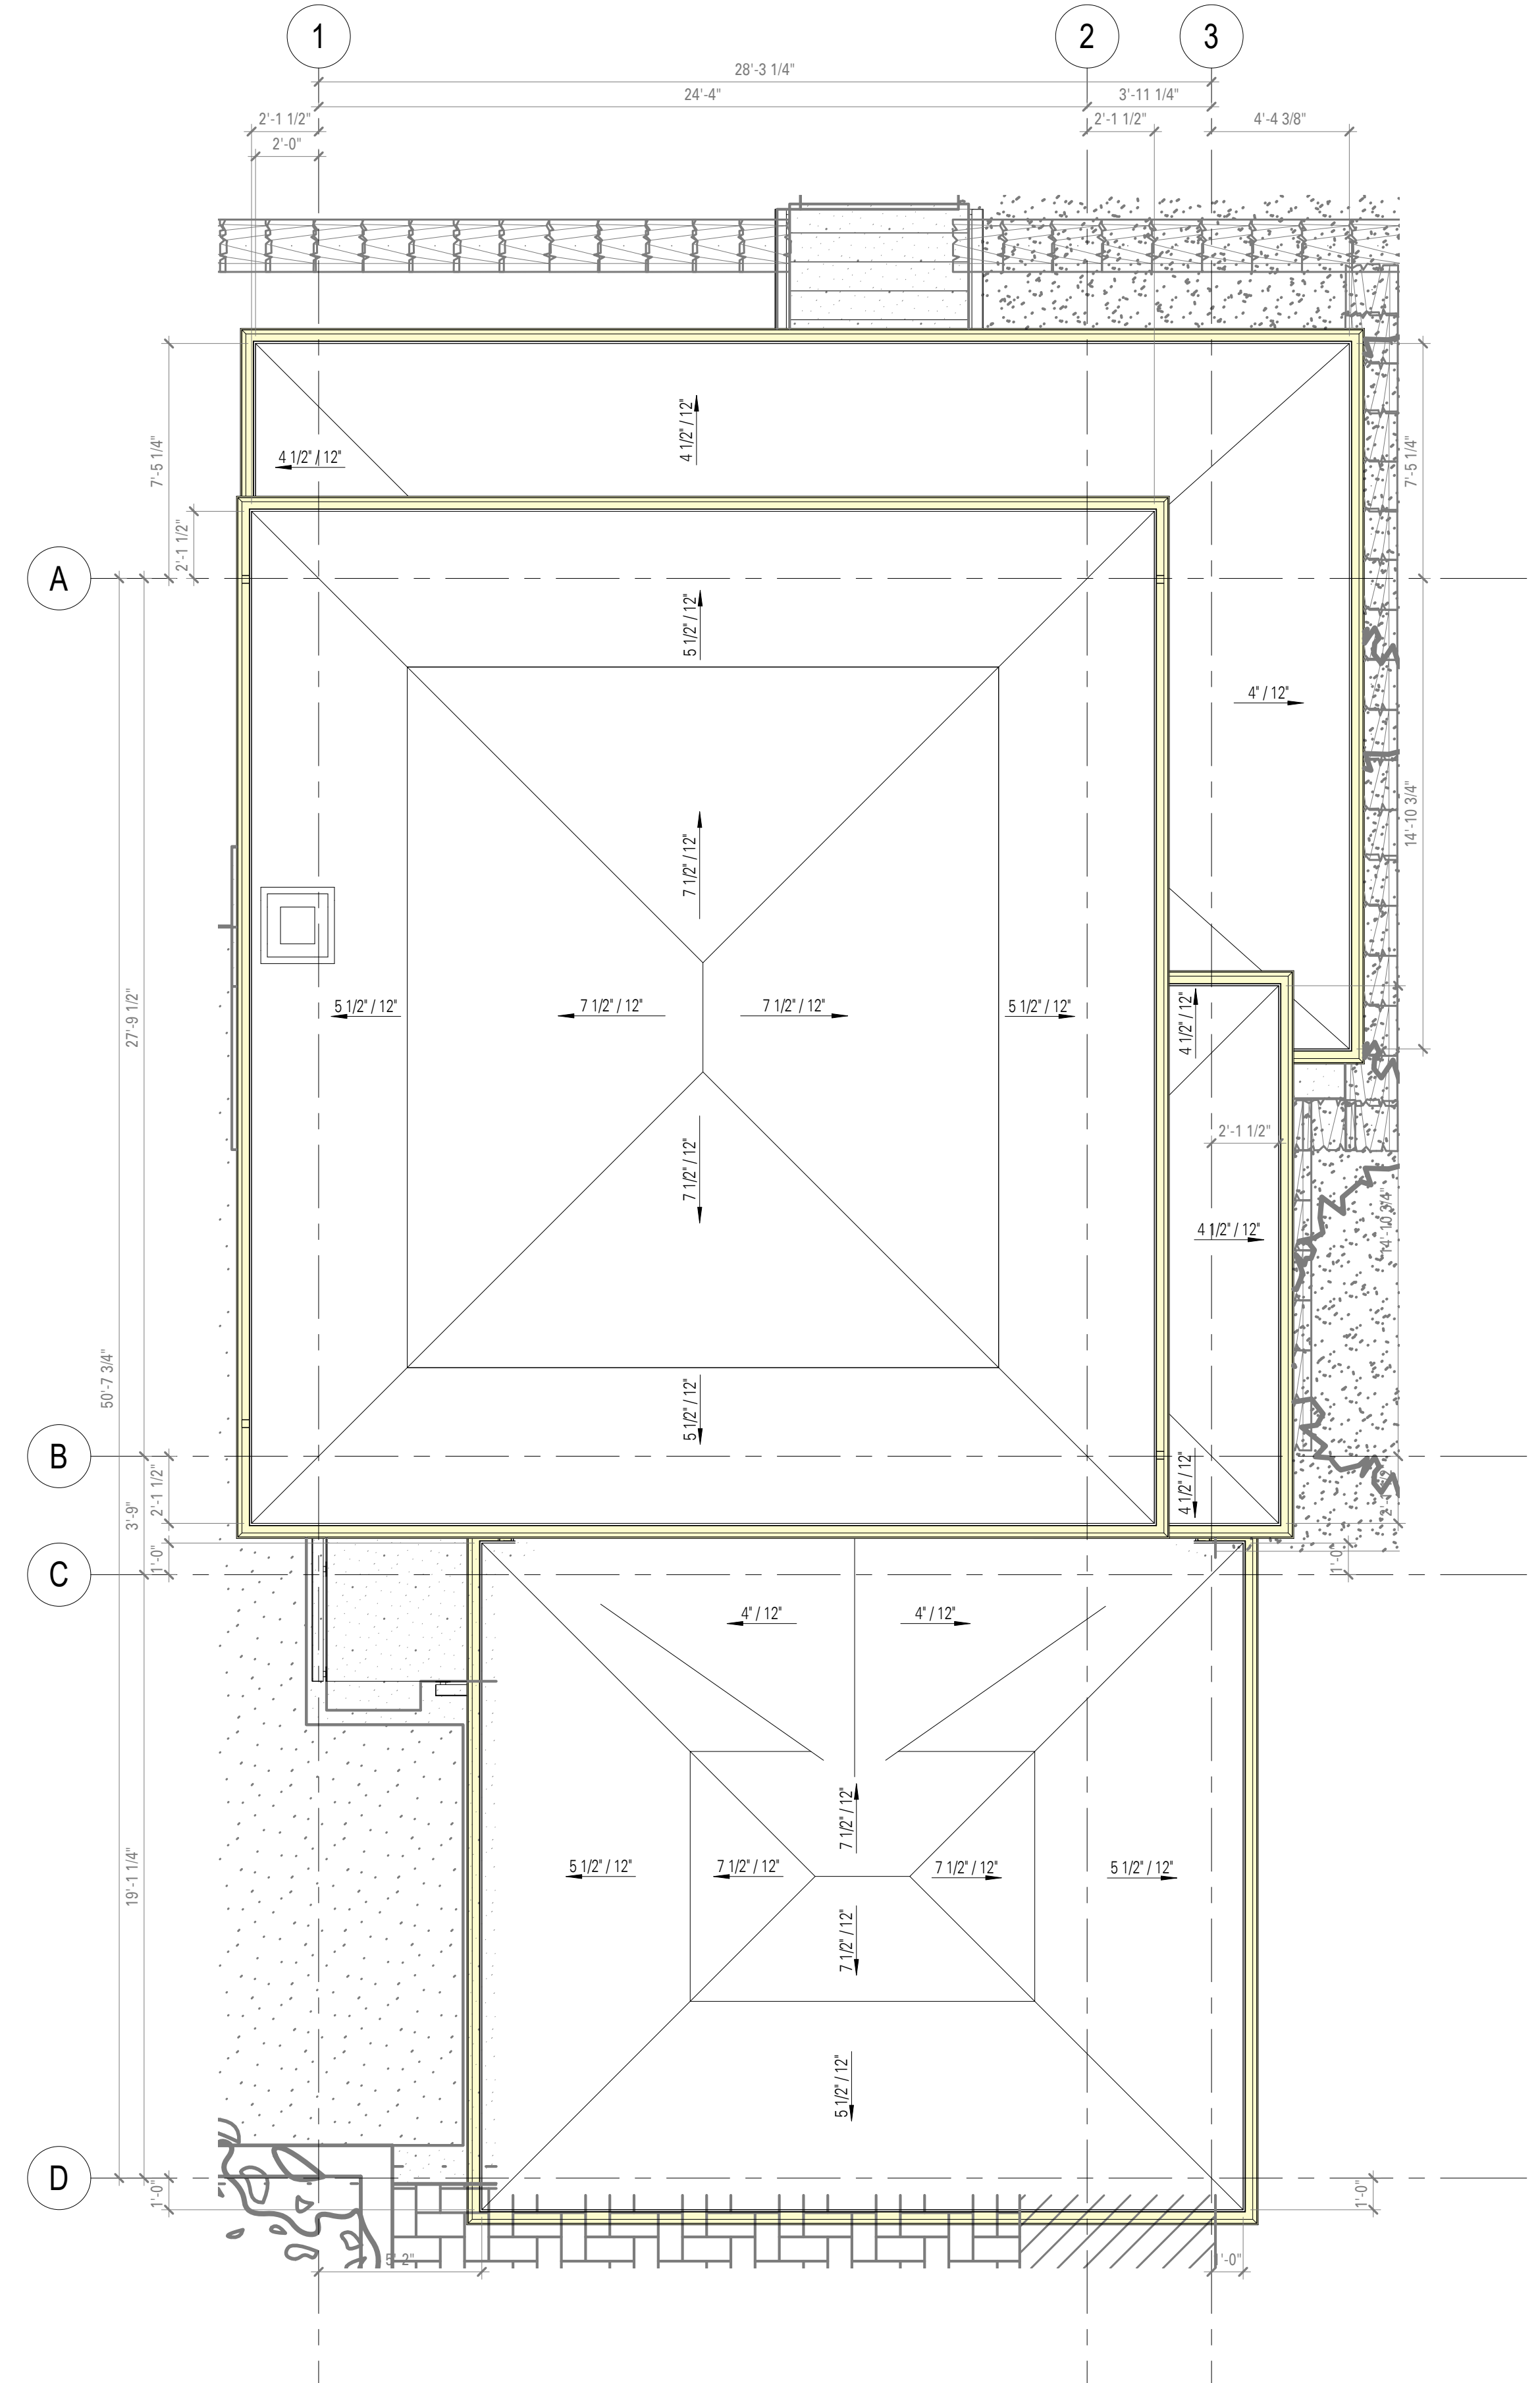 1 2 3
28'-3 1/4"
24'-4" 3'-11 1/4"
2'-1 1/2" 2'-1 1/2" 4'-4 3/8"
2'-0"
4 1/2" / 12"
4 1/2" / 12"
7'-5 1/4"
7'-5 1/4"
2'-1 1/2"
A
5 1/2" / 12"
4" / 12"
14'-10 3/4"
7 1/2" / 12"
27'-9 1/2"
5 1/2" / 12" 7 1/2" / 12" 7 1/2" / 12" 5 1/2" / 12"
4 1/2" / 12"
2'-1 1/2"
7 1/2" / 12"
14'-10 3/4"
4 1/2" / 12"
50'-7 3/4"
5 1/2" / 12"
B
2'-1 1/2"
4 1/2" / 12"
3'-9"
1'-0"
1'-0"
C
4" / 12" 4" / 12"
7 1/2" / 12"
5 1/2" / 12" 7 1/2" / 12" 7 1/2" / 12" 5 1/2" / 12"
19'-1 1/4"
7 1/2" / 12"
5 1/2" / 12"
D
1'-0"
1'-0"
5'-2"
1'-0"